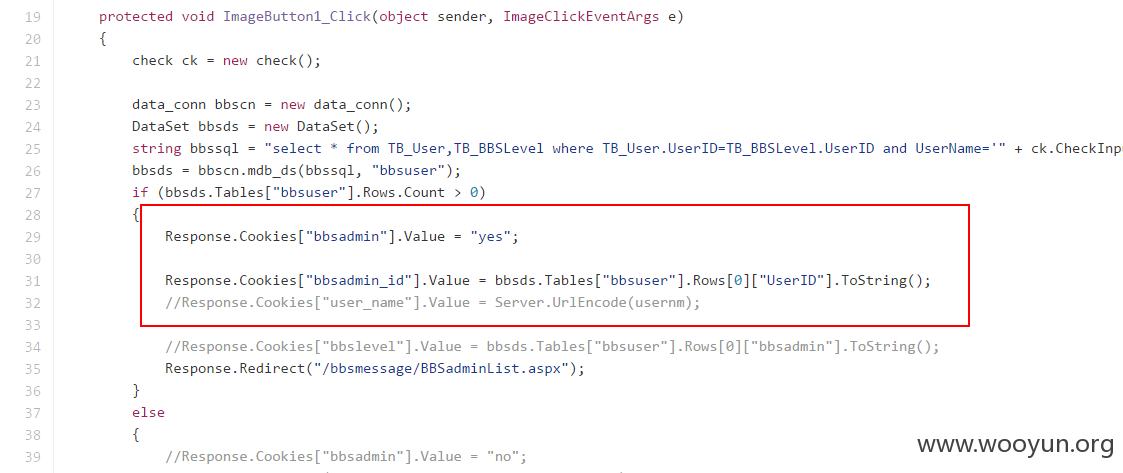 19 protected void ImageButton1_Click(object sender, ImageClickEventArgs e)
20 {
21 check ck = new check();
22
23 data_conn bbscn = new data_conn();
24 DataSet bbsds = new DataSet();
25 string bbssql = "select * from TB_User,TB_BBSLevel where TB_User.UserID=TB_BBSLevel.UserID and UserName='" + ck.CheckInpu
26 bbsds = bbscn.mdb_ds(bbssql, "bbsuser");
27 if (bbsds.Tables["bbsuser"].Rows.Count > 0)
28 {
29 Response.Cookies["bbsadmin"].Value = "yes";
30
31 Response.Cookies["bbsadmin_id"].Value = bbsds.Tables["bbsuser"].Rows[0]["UserID"].ToString();
32 //Response.Cookies["user_name"].Value = Server.UrlEncode(usernm);
33
34 //Response.Cookies["bbslevel"].Value = bbsds.Tables["bbsuser"].Rows[0]["bbsadmin"].ToString();
35 Response.Redirect("/bbsmessage/BBSadminList.aspx");
36 }
37 else
38 {
39 //Response.Cookies["bbsadmin"].Value = "no";
www.wooyun.org